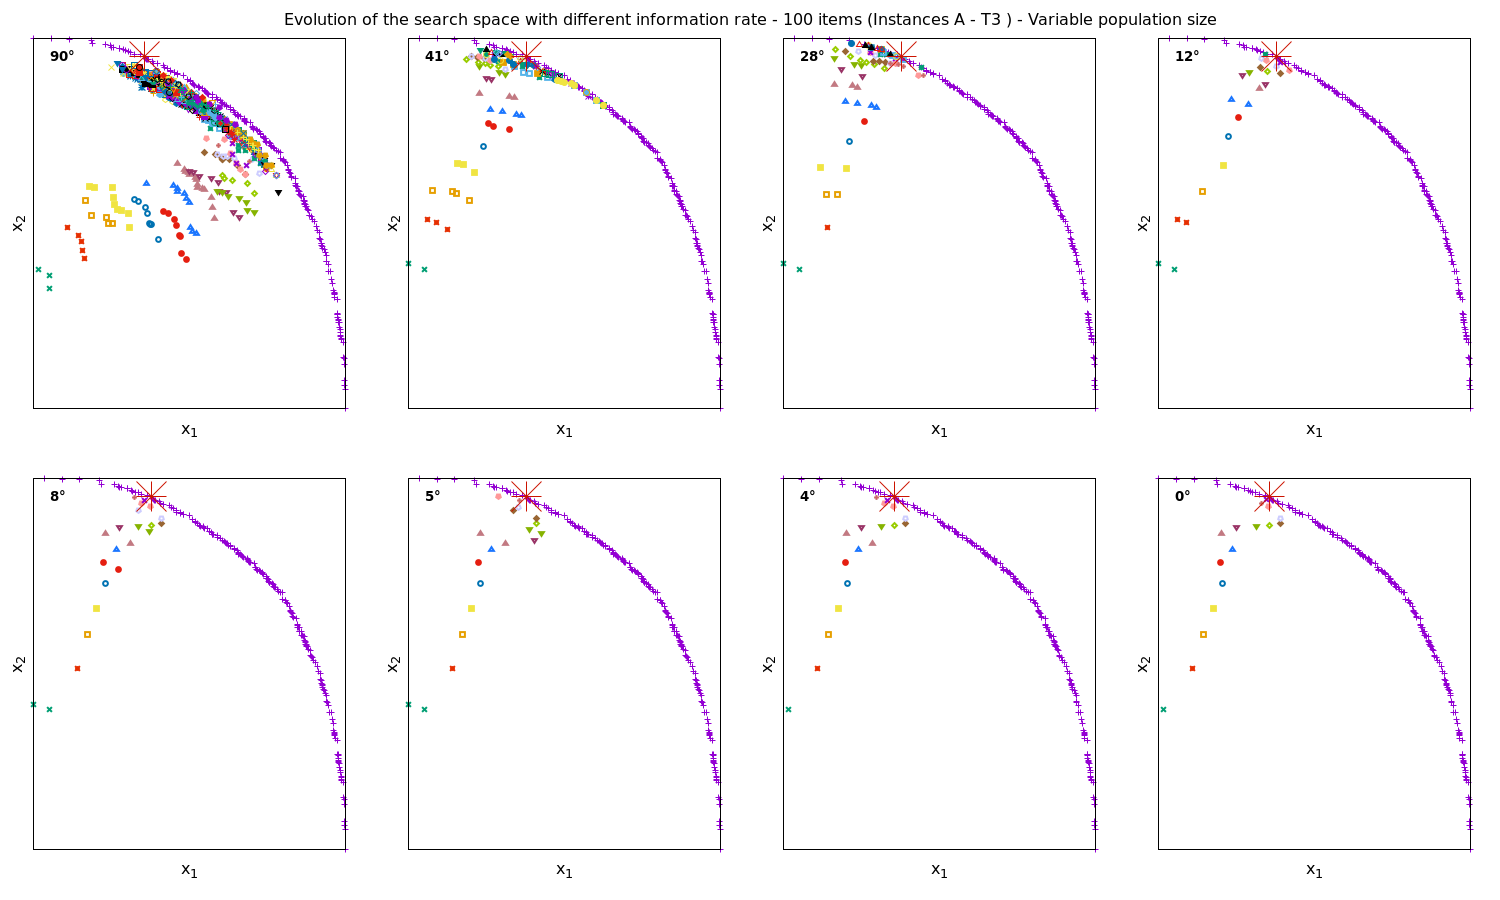 Evolution of the search space with different information rate - 100 items (Instances A - T3 ) - Variable population size
90°
41°
28°
12°
x2
x2
x2
x2
x1
x1
x1
x1
8°
5°
4°
0°
x2
x2
x2
x2
x1
x1
x1
x1